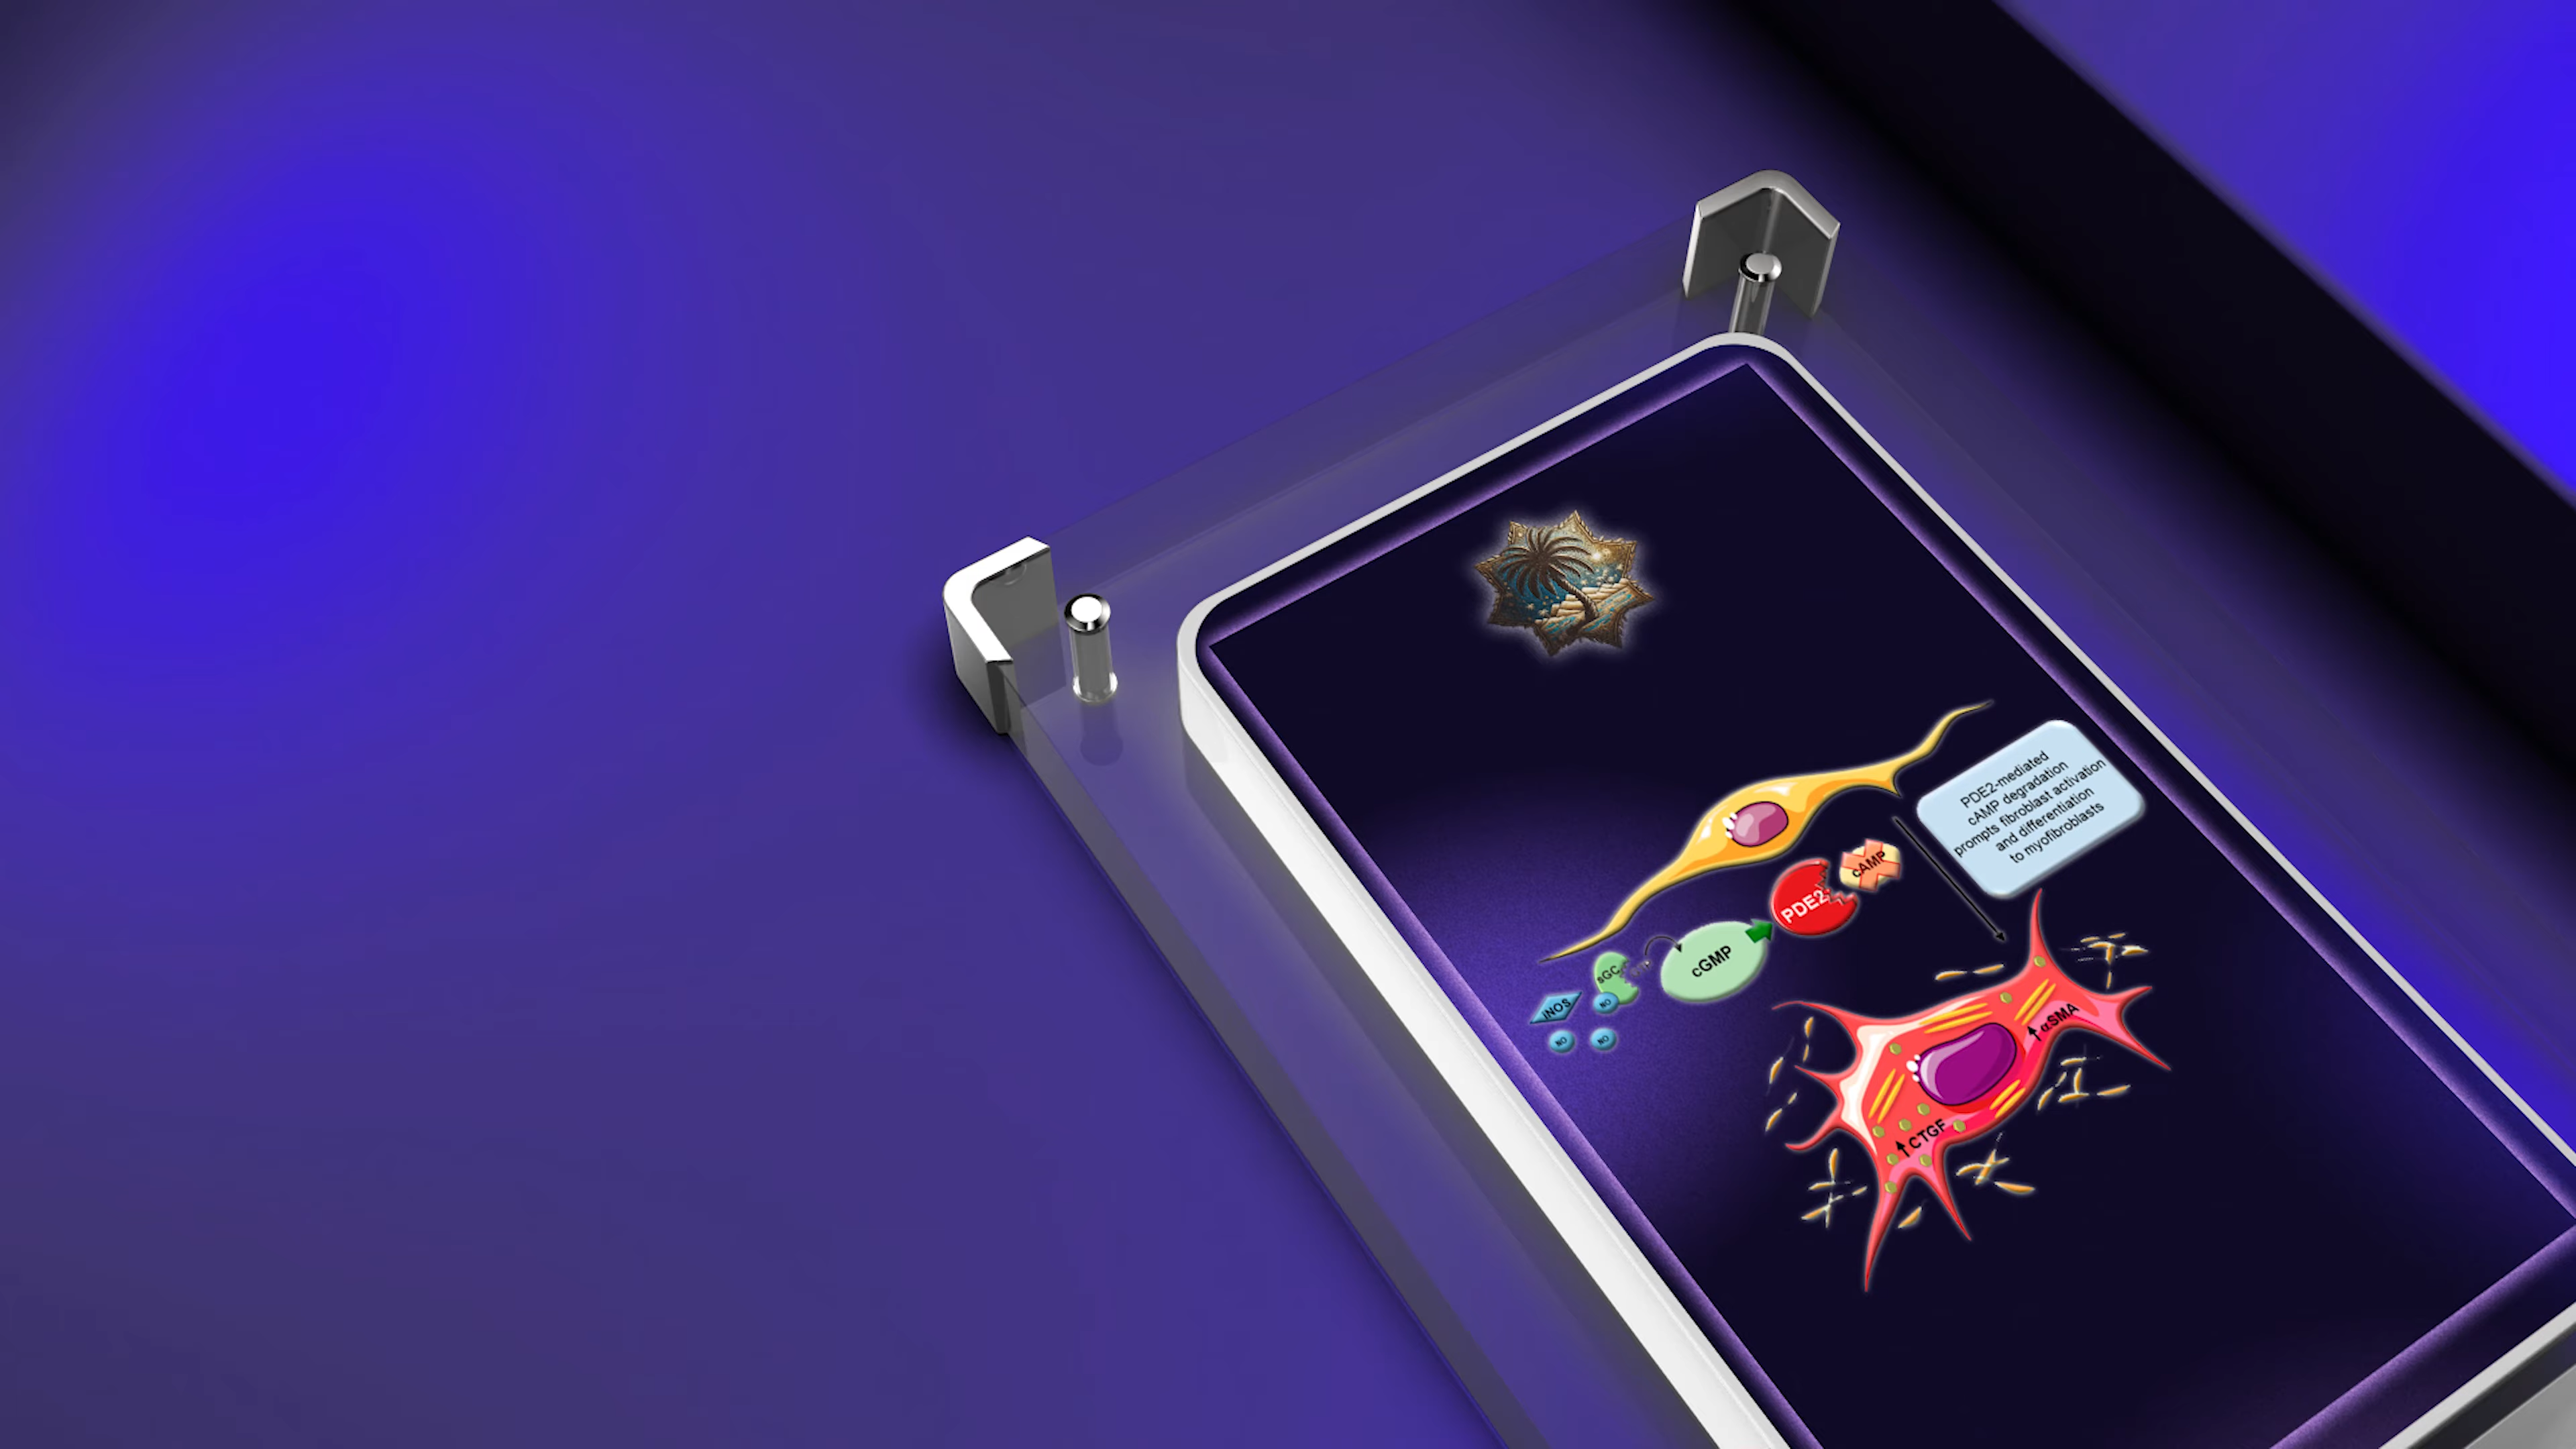 PDE2-mediated
cAMP degradation
prompts fibroblast activation
and differentiation
to myofibroblasts
cAMP
PDE2
cGMP
sGC
iNOS
NO
NO
NO
↑αSMA
↑CTGF